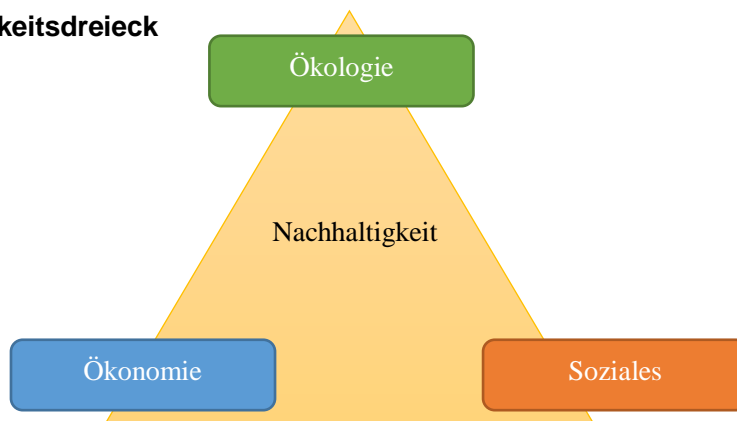 keitsdreieck
Ökologie
Nachhaltigkeit
Ökonomie
Soziales